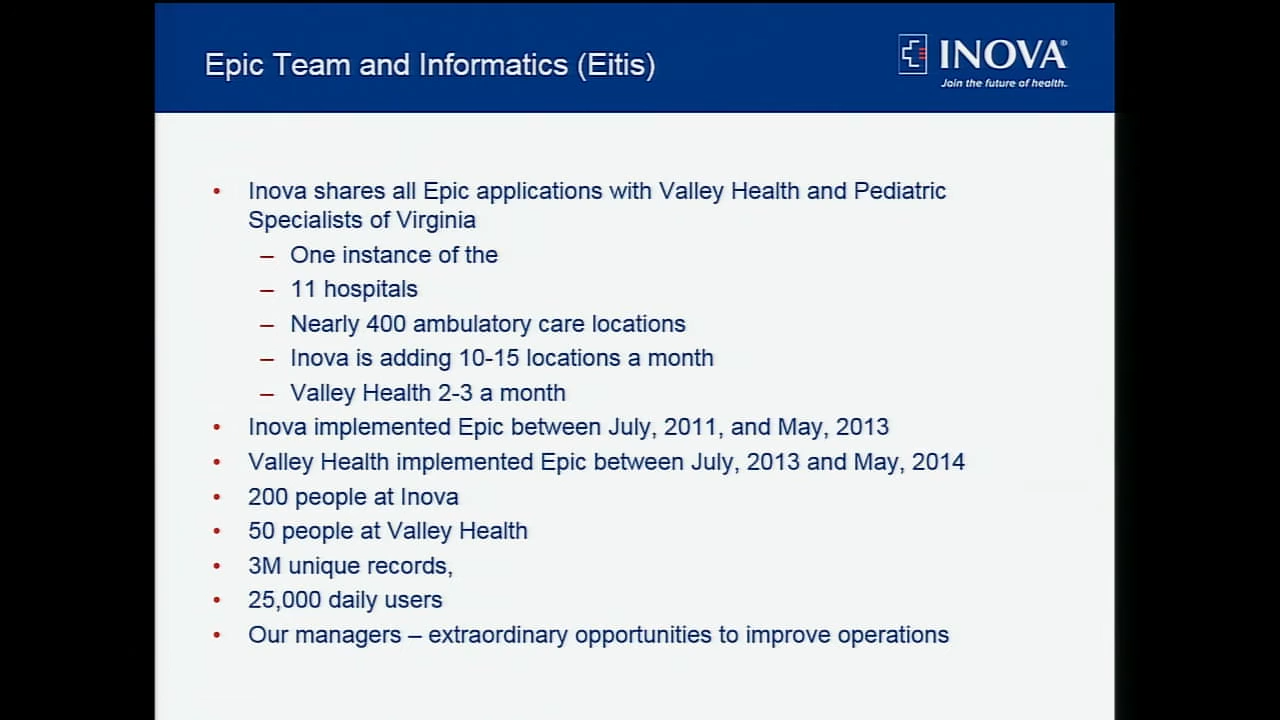 Epic Team and Informatics (Eitis)
INOVA®
Join the future of health.
• Inova shares all Epic applications with Valley Health and Pediatric
Specialists of Virginia
– One instance of the
– 11 hospitals
– Nearly 400 ambulatory care locations
– Inova is adding 10-15 locations a month
– Valley Health 2-3 a month
• Inova implemented Epic between July, 2011, and May, 2013
• Valley Health implemented Epic between July, 2013 and May, 2014
• 200 people at Inova
• 50 people at Valley Health
• 3M unique records,
• 25,000 daily users
• Our managers – extraordinary opportunities to improve operations